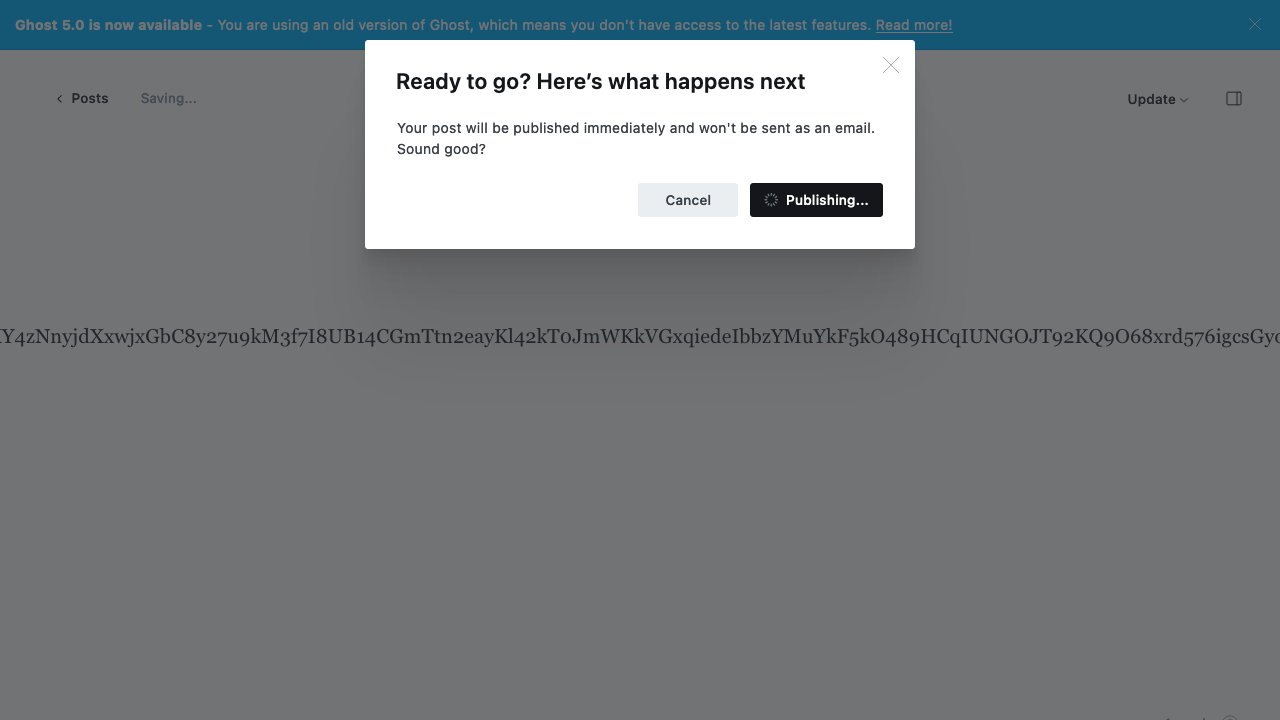 Ghost 5.0 is now available - You are using an old version of Ghost, which means you don't have access to the latest features. Read more!
Ready to go? Here's what happens next
Posts
Saving...
Update
Your post will be published immediately and won't be sent as an email.
Sound good?
Cancel
Publishing...
Y4zNnyjdXxwjxGbC8y27u9kM3f7I8UB14CGmTtn2eayKl42kT0JmWKkVGxqiedeIbbzYMuYkF5kO489HCqIUNGOJT92KQ9O68xrd576igcsGy